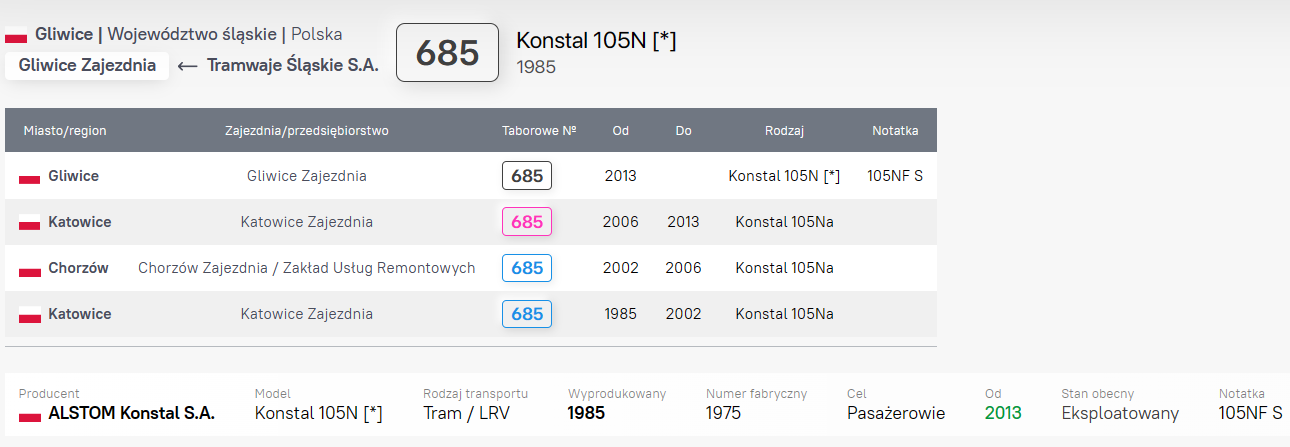 Gliwice | Województwo śląskie | Polska
Gliwice Zajezdnia ← Tramwaje Śląskie S.A.
685
Konstal 105N [*]
1985
Miasto/region Zajezdnia/przedsiębiorstwo Taborowe № Od Do Rodzaj Notatka
Gliwice Gliwice Zajezdnia 685 2013 Konstal 105N [*] 105NF S
Katowice Katowice Zajezdnia 685 2006 2013 Konstal 105Na
Chorzów Chorzów Zajezdnia / Zakład Usług Remontowych 685 2002 2006 Konstal 105Na
Katowice Katowice Zajezdnia 685 1985 2002 Konstal 105Na
Producent Model Rodzaj transportu Wyprodukowany Numer fabryczny Cel Od Stan obecny Notatka
ALSTOM Konstal S.A. Konstal 105N [*] Tram / LRV 1985 1975 Pasażerowie 2013 Eksploatowany 105NF S